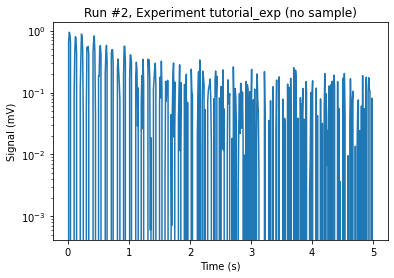 Run #2, Experiment tutorial_exp (no sample)
Signal (mV)
10⁰
10⁻¹
10⁻²
10⁻³
0 1 2 3 4 5
Time (s)